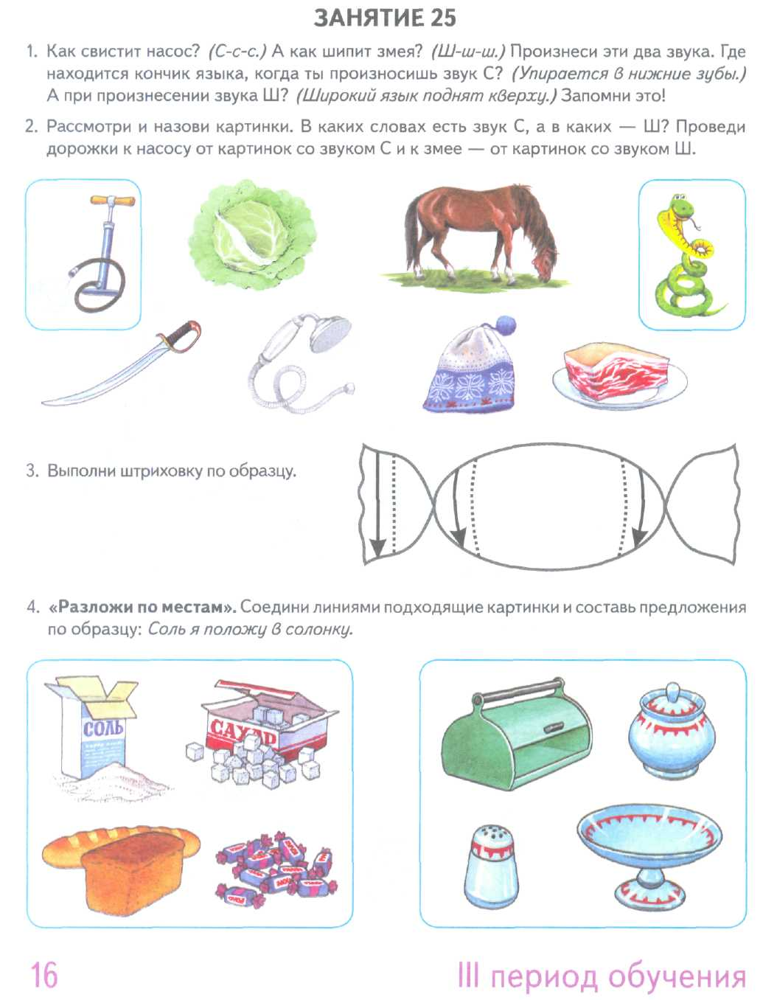 ЗАНЯТИЕ 25
1. Как свистит насос? (С-с-с.) А как шипит змея? (Ш-ш-ш.) Произнеси эти два звука. Где
находится кончик языка, когда ты произносишь звук С? (Упирается в нижние зубы.)
А при произнесении звука Ш? (Широкий язык поднят кверху.) Запомни это!
2. Рассмотри и назови картинки. В каких словах есть звук С, а в каких — Ш? Проведи
дорожки к насосу от картинок со звуком С и к змее — от картинок со звуком Ш.
3. Выполни штриховку по образцу.
4. «Разложи по местам». Соедини линиями подходящие картинки и составь предложения
по образцу: Соль я положу в солонку.
СОЛЬ
САХАР
16
III период обучения